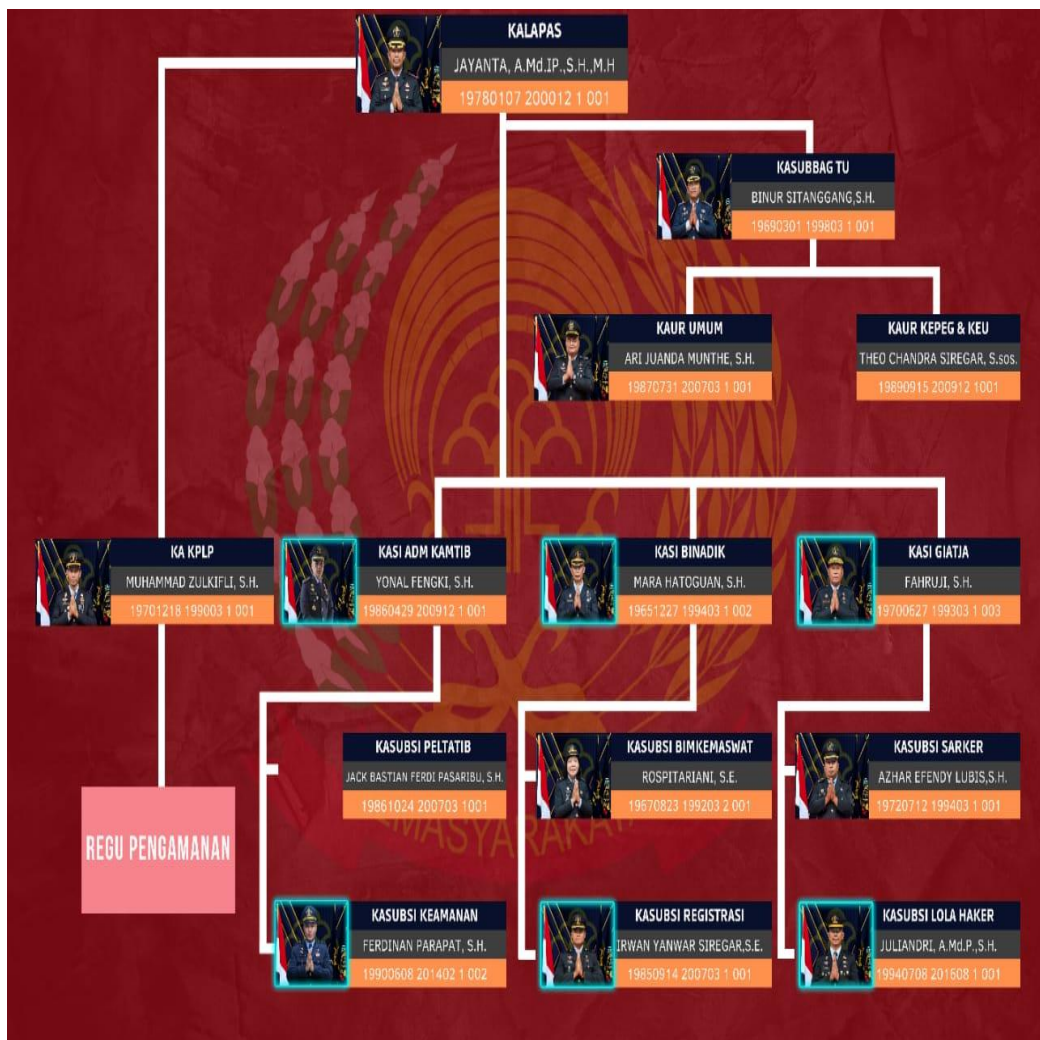 KALAPAS
JAYANTA, A.Md.IP.,S.H.,M.H
19780107 200012 1 001
KASUBBAG TU
BINUR SITANGGANG,S.H.
19690301 199803 1 001
KAUR UMUM
ARI JUANDA MUNTHE, S.H.
19870731 200703 1 001
KAUR KEPEG & KEU
THEO CHANDRA SIREGAR, S.sos.
19890915 200912 1001
KA KPLP
MUHAMMAD ZULKIFLI, S.H.
19701218 199003 1 001
KASI ADM KAMTIB
YONAL FENGKI, S.H.
19860429 200912 1 001
KASI BINADIK
MARA HATOGUAN, S.H.
19651227 199403 1 002
KASI GIATJA
FAHRUJI, S.H.
19700627 199303 1 003
KASUBSI PELTATIB
JACK BASTIAN FERDI PASARIBU, S.H.
19861024 200703 1001
KASUBSI BIMKEMASWAT
ROSPITARIANI, S.E.
19670823 199203 2 001
KASUBSI SARKER
AZHAR EFENDY LUBIS,S.H.
19720712 199403 1 001
REGU PENGAMANAN
KASUBSI KEAMANAN
FERDINAN PARAPAT, S.H.
19900608 201402 1 002
KASUBSI REGISTRASI
IRWAN YANWAR SIREGAR,S.E.
19850914 200703 1 001
KASUBSI LOLA HAKER
JULIANDRI, A.Md.P.,S.H.
19940708 201608 1 001